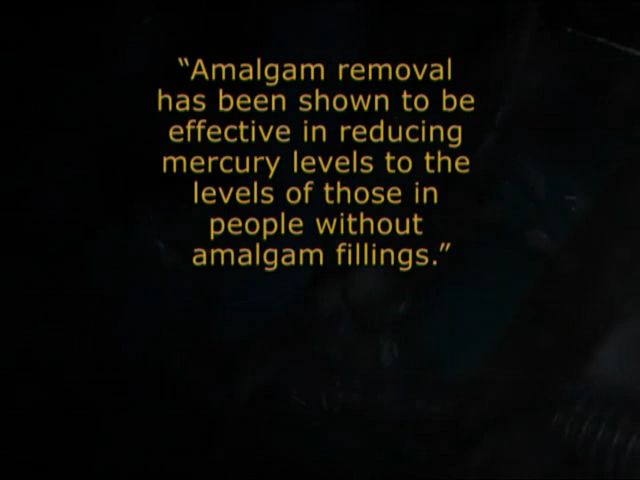 “Amalgam removal
has been shown to be
effective in reducing
mercury levels to the
levels of those in
people without
amalgam fillings.”